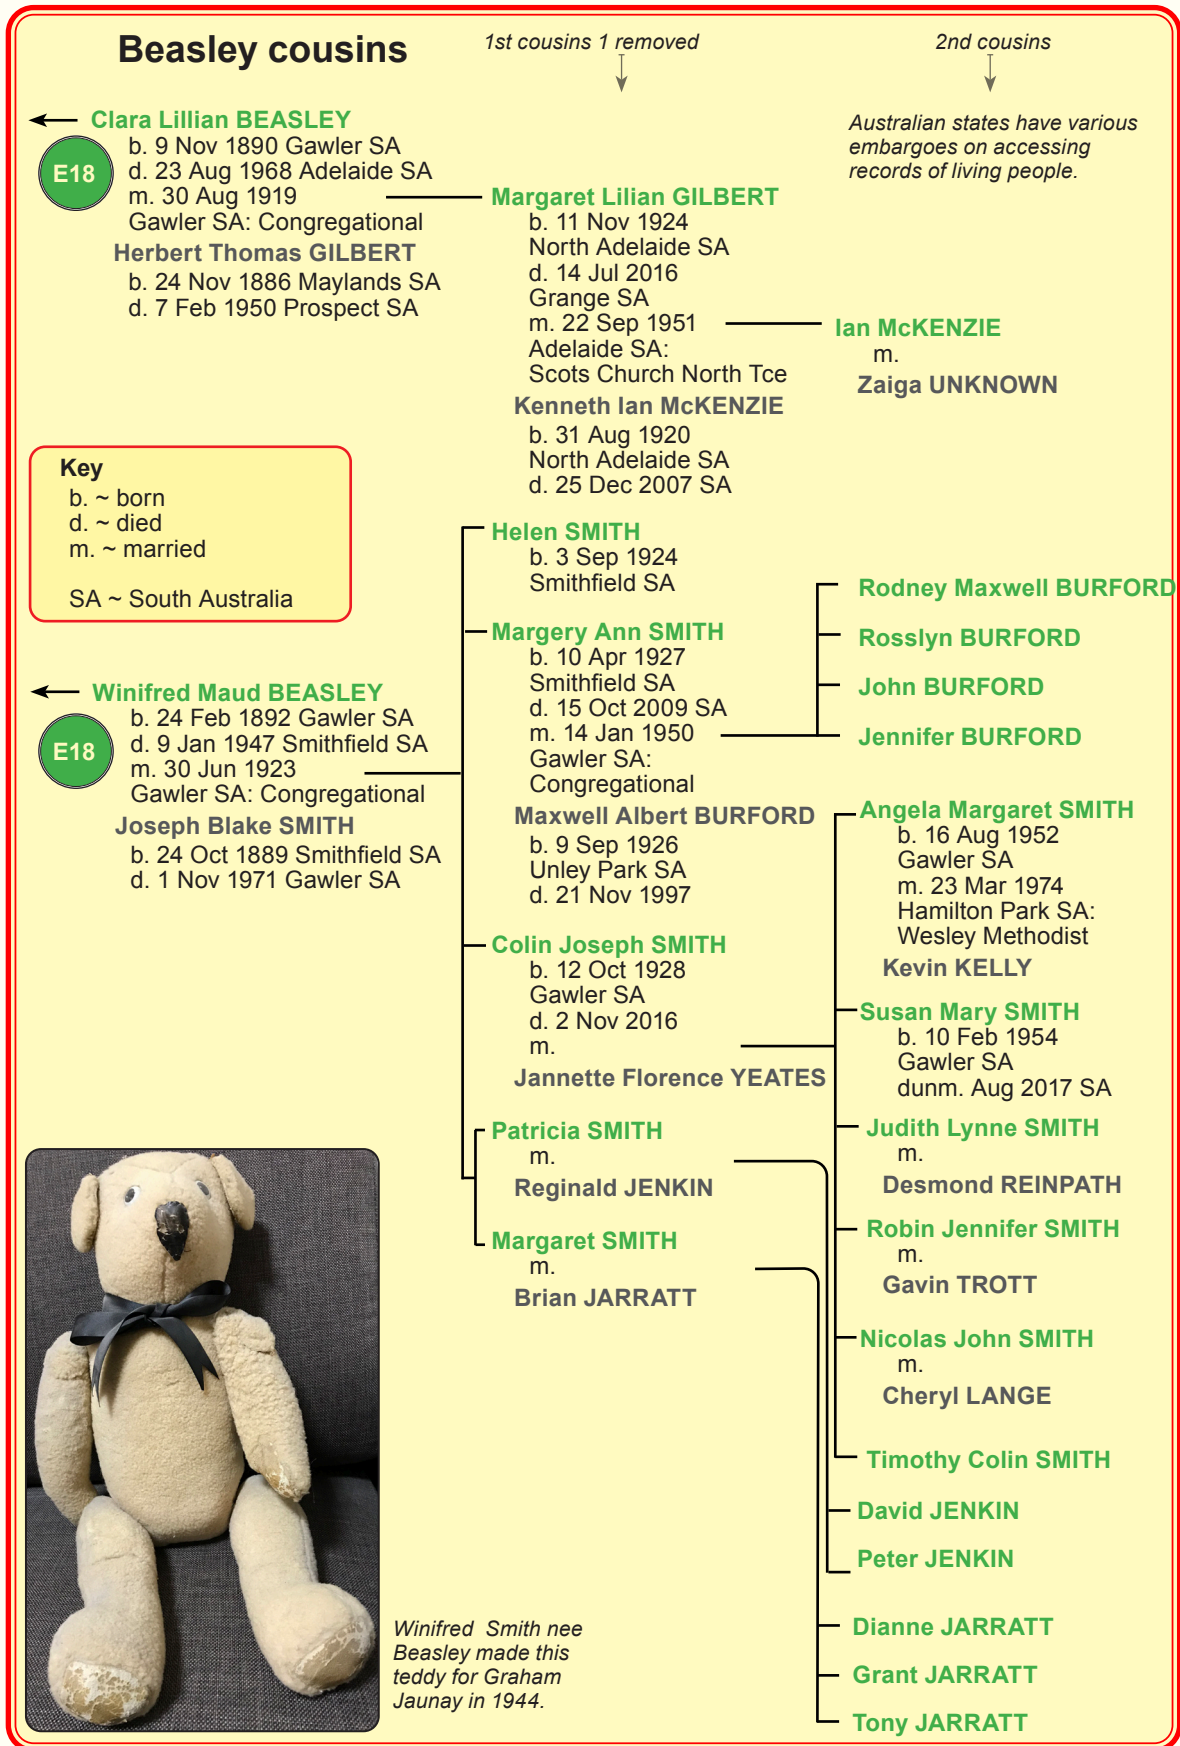 Beasley cousins
1st cousins 1 removed
2nd cousins
Australian states have various
embargoes on accessing
records of living people.
Clara Lillian BEASLEY
E18
b. 9 Nov 1890 Gawler SA
d. 23 Aug 1968 Adelaide SA
m. 30 Aug 1919
Gawler SA: Congregational
Herbert Thomas GILBERT
b. 24 Nov 1886 Maylands SA
d. 7 Feb 1950 Prospect SA
Margaret Lilian GILBERT
b. 11 Nov 1924
North Adelaide SA
d. 14 Jul 2016
Grange SA
m. 22 Sep 1951
Adelaide SA:
Scots Church North Tce
Kenneth Ian McKENZIE
b. 31 Aug 1920
North Adelaide SA
d. 25 Dec 2007 SA
Ian McKENZIE
m.
Zaiga UNKNOWN
Key
b. ~ born
d. ~ died
m. ~ married
SA ~ South Australia
Winifred Maud BEASLEY
E18
b. 24 Feb 1892 Gawler SA
d. 9 Jan 1947 Smithfield SA
m. 30 Jun 1923
Gawler SA: Congregational
Joseph Blake SMITH
b. 24 Oct 1889 Smithfield SA
d. 1 Nov 1971 Gawler SA
Helen SMITH
b. 3 Sep 1924
Smithfield SA
Margery Ann SMITH
b. 10 Apr 1927
Smithfield SA
d. 15 Oct 2009 SA
m. 14 Jan 1950
Gawler SA:
Congregational
Maxwell Albert BURFORD
b. 9 Sep 1926
Unley Park SA
d. 21 Nov 1997
Colin Joseph SMITH
b. 12 Oct 1928
Gawler SA
d. 2 Nov 2016
m.
Jannette Florence YEATES
Patricia SMITH
m.
Reginald JENKIN
Margaret SMITH
m.
Brian JARRATT
Rodney Maxwell BURFORD
Rosslyn BURFORD
John BURFORD
Jennifer BURFORD
Angela Margaret SMITH
b. 16 Aug 1952
Gawler SA
m. 23 Mar 1974
Hamilton Park SA:
Wesley Methodist
Kevin KELLY
Susan Mary SMITH
b. 10 Feb 1954
Gawler SA
dunm. Aug 2017 SA
Judith Lynne SMITH
m.
Desmond REINPATH
Robin Jennifer SMITH
m.
Gavin TROTT
Nicolas John SMITH
m.
Cheryl LANGE
Timothy Colin SMITH
David JENKIN
Peter JENKIN
Dianne JARRATT
Grant JARRATT
Tony JARRATT
Winifred Smith nee
Beasley made this
teddy for Graham
Jaunay in 1944.